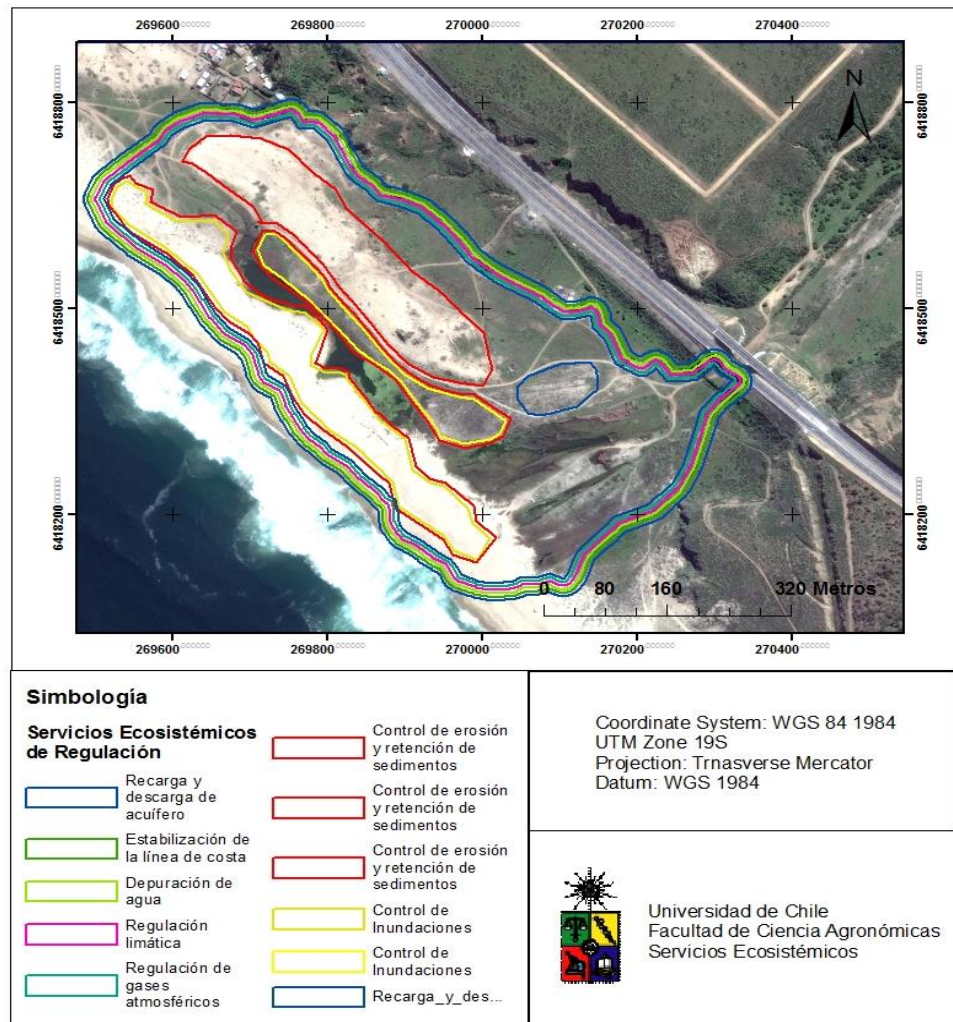 269600 269800 270000 270200 270400
6418800 6418800
N
6418500 6418500
6418200 6418200
0 80 160 320 Metros
269600 269800 270000 270200 270400
Simbología
Servicios Ecosistémicos
de Regulación
Recarga y
descarga de
acuífero
Estabilización de
la línea de costa
Depuración de
agua
Regulación
limática
Regulación de
gases
atmosféricos
Control de erosión
y retención de
sedimentos
Control de erosión
y retención de
sedimentos
Control de erosión
y retención de
sedimentos
Control de
Inundaciones
Control de
Inundaciones
Recarga_y_des...
Coordinate System: WGS 84 1984
UTM Zone 19S
Projection: Trnasverse Mercator
Datum: WGS 1984
Universidad de Chile
Facultad de Ciencia Agronómicas
Servicios Ecosistémicos